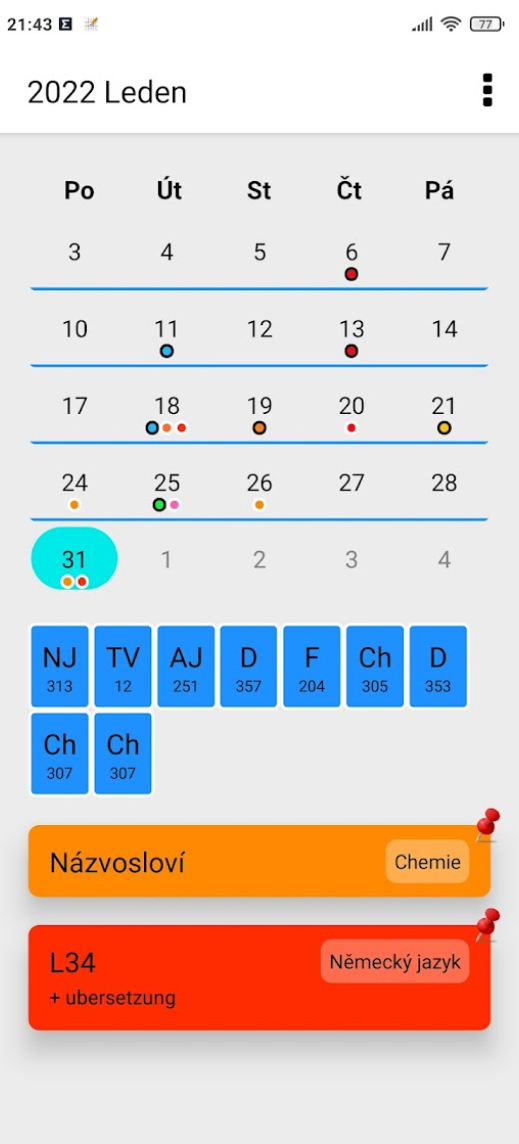 21:43 77
2022 Leden
Po Út St Čt Pá
3 4 5 6 7
10 11 12 13 14
17 18 19 20 21
24 25 26 27 28
31 1 2 3 4
NJ TV AJ D F Ch D
313 12 251 357 204 305 353
Ch Ch
307 307
Názvosloví Chemie
L34 Německý jazyk
+ ubersetzung